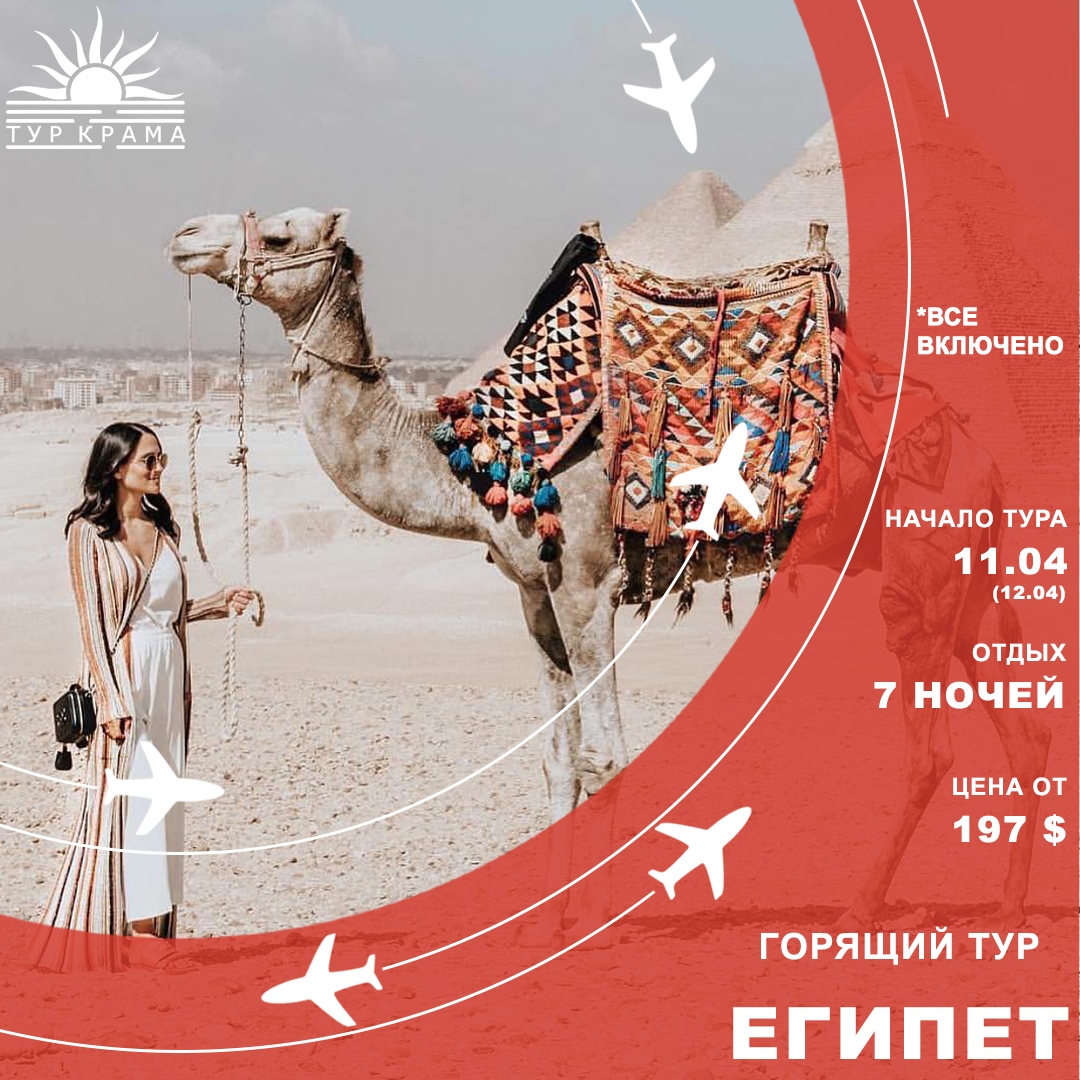 ТУР КРАМА
*ВСЕ
ВКЛЮЧЕНО
НАЧАЛО ТУРА
11.04
(12.04)
ОТДЫХ
7 НОЧЕЙ
ЦЕНА ОТ
197 $
ГОРЯЩИЙ ТУР
ЕГИПЕТ